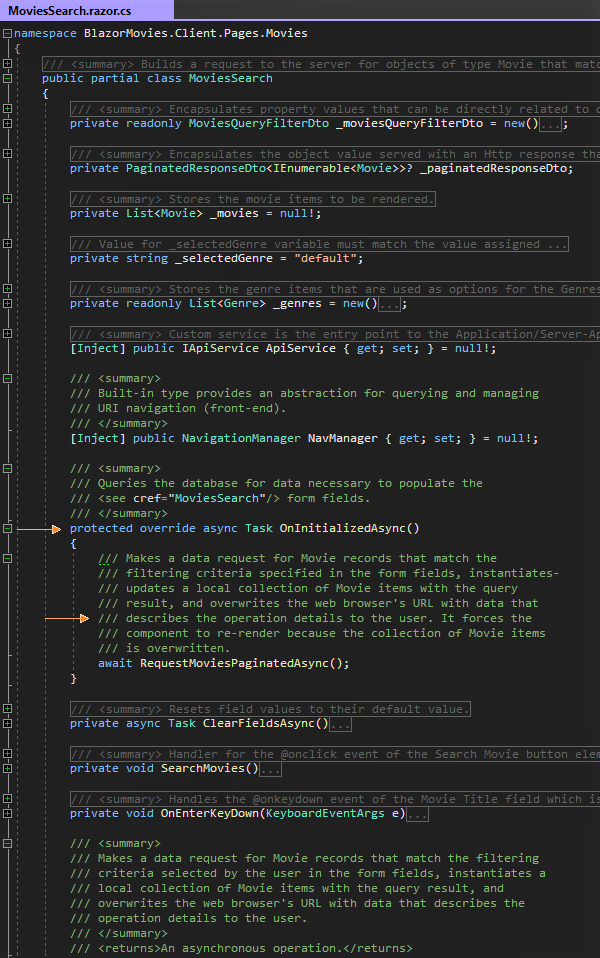 MoviesSearch.razor.cs
namespace BlazorMovies.Client.Pages.Movies
{
/// <summary> Builds a request to the server for objects of type Movie that matc
public partial class MoviesSearch
{
/// <summary> Encapsulates property values that can be directly related to
private readonly MoviesQueryFilterDto _moviesQueryFilterDto = new()...;
/// <summary> Encapsulates the object value served with an Http response tha
private PaginatedResponseDto<IEnumerable<Movie>>? _paginatedResponseDto;
/// <summary> Stores the movie items to be rendered.
private List<Movie> _movies = null!;
/// Value for _selectedGenre variable must match the value assigned ...
private string _selectedGenre = "default";
/// <summary> Stores the genre items that are used as options for the Genres
private readonly List<Genre> _genres = new()...;
/// <summary> Custom service is the entry point to the Application/Server-Ap
[Inject] public IApiService ApiService { get; set; } = null!;
/// <summary>
/// Built-in type provides an abstraction for querying and managing
/// URI navigation (front-end).
/// </summary>
[Inject] public NavigationManager NavManager { get; set; } = null!;
/// <summary>
/// Queries the database for data necessary to populate the
/// <see cref="MoviesSearch"/> form fields.
/// </summary>
protected override async Task OnInitializedAsync()
{
/// Makes a data request for Movie records that match the
/// filtering criteria specified in the form fields, instantiates-
/// updates a local collection of Movie items with the query
/// result, and overwrites the web browser's URL with data that
/// describes the operation details to the user. It forces the
/// component to re-render because the collection of Movie items
/// is overwritten.
await RequestMoviesPaginatedAsync();
}
/// <summary> Resets field values to their default value.
private async Task ClearFieldsAsync()...
/// <summary> Handler for the @onclick event of the Search Movie button elem
private void SearchMovies()...
/// <summary> Handles the @onkeydown event of the Movie Title field which is
private void OnEnterKeyDown(KeyboardEventArgs e)...
/// <summary>
/// Makes a data request for Movie records that match the filtering
/// criteria selected by the user in the form fields, instantiates a
/// local collection of Movie items with the query result, and
/// overwrites the web browser's URL with data that describes the
/// operation details to the user.
/// </summary>
/// <returns>An asynchronous operation.</returns>